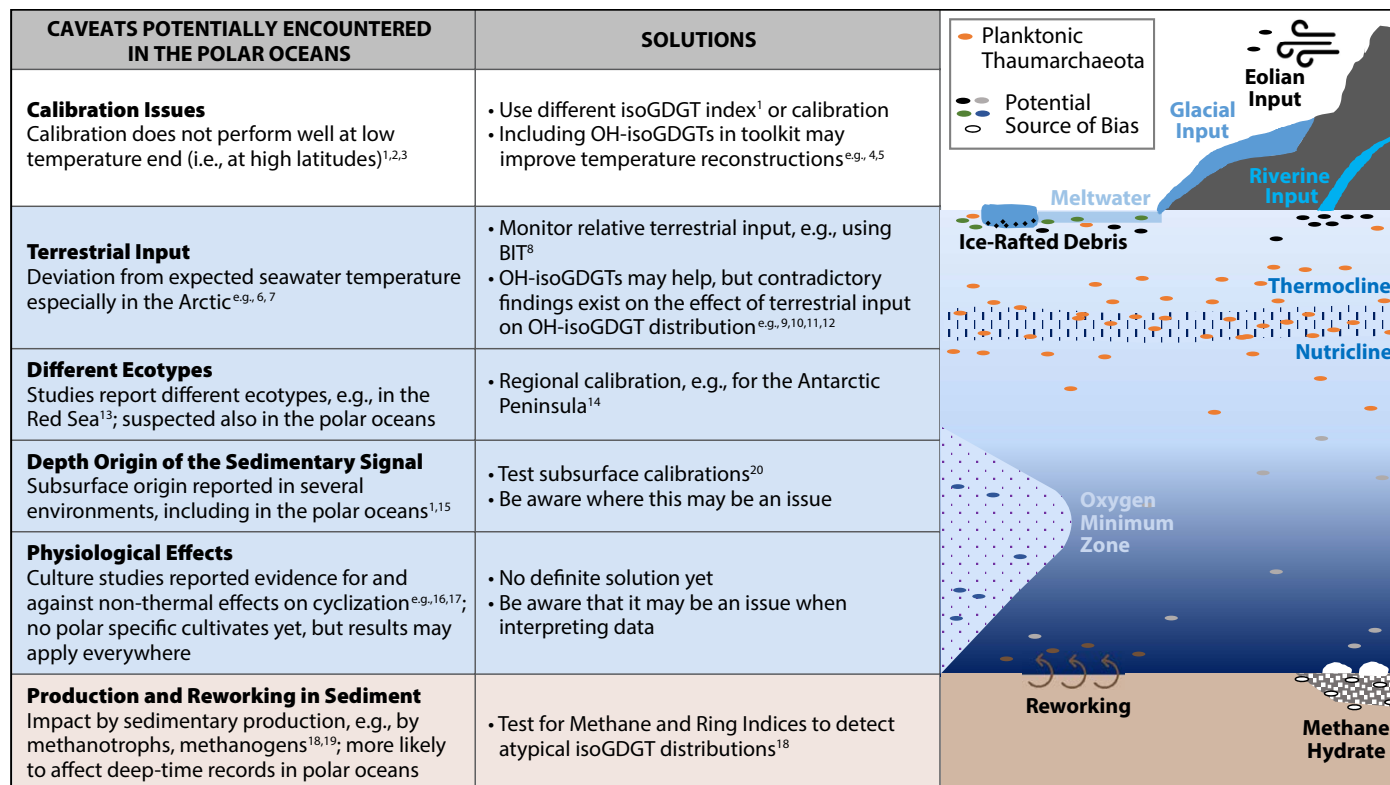 CAVEATS POTENTIALLY ENCOUNTERED
IN THE POLAR OCEANS
SOLUTIONS
Calibration Issues
Calibration does not perform well at low
temperature end (i.e., at high latitudes)1,2,3
• Use different isoGDGT index1 or calibration
• Including OH-isoGDGTs in toolkit may
improve temperature reconstructionse.g., 4,5
Terrestrial Input
Deviation from expected seawater temperature
especially in the Arctice.g., 6, 7
• Monitor relative terrestrial input, e.g., using
BIT8
• OH-isoGDGTs may help, but contradictory
findings exist on the effect of terrestrial input
on OH-isoGDGT distributione.g., 9,10,11,12
Different Ecotypes
Studies report different ecotypes, e.g., in the
Red Sea13; suspected also in the polar oceans
• Regional calibration, e.g., for the Antarctic
Peninsula14
Depth Origin of the Sedimentary Signal
Subsurface origin reported in several
environments, including in the polar oceans1,15
• Test subsurface calibrations20
• Be aware where this may be an issue
Physiological Effects
Culture studies reported evidence for and
against non-thermal effects on cyclizatione.g.,16,17;
no polar specific cultivates yet, but results may
apply everywhere
• No definite solution yet
• Be aware that it may be an issue when
interpreting data
Production and Reworking in Sediment
Impact by sedimentary production, e.g., by
methanotrophs, methanogens18,19; more likely
to affect deep-time records in polar oceans
• Test for Methane and Ring Indices to detect
atypical isoGDGT distributions18
Planktonic
Thaumarchaeota
Potential
Source of Bias
Eolian
Input
Glacial
Input
Riverine
Input
Meltwater
Ice-Rafted Debris
Thermocline
Nutricline
Oxygen
Minimum
Zone
Reworking
Methane
Hydrate